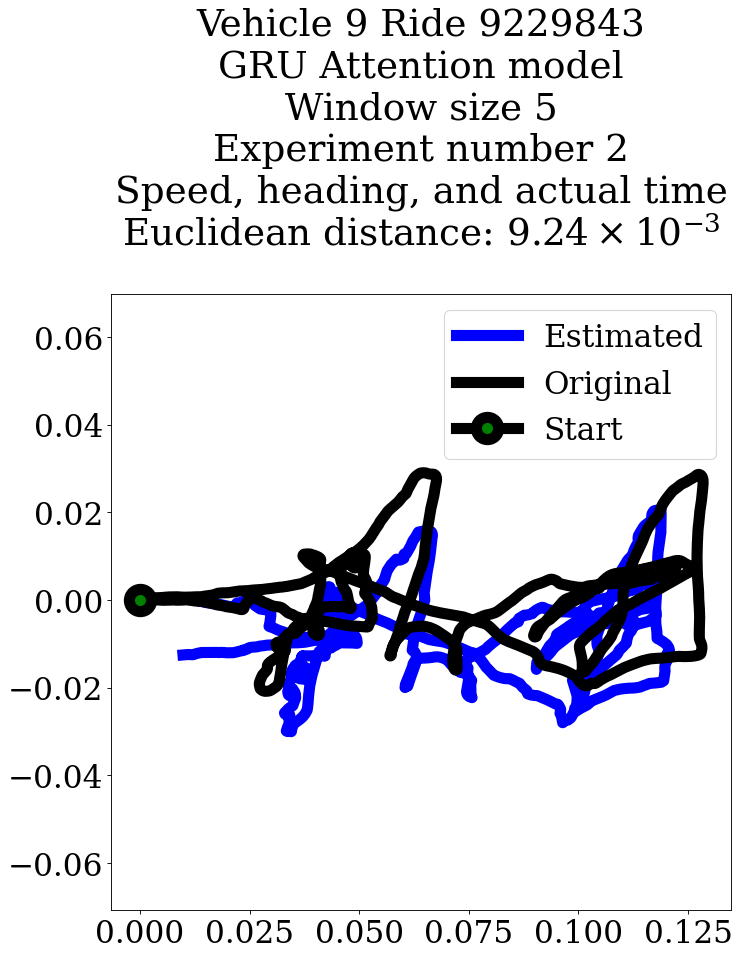 Vehicle 9 Ride 9229843
GRU Attention model
Window size 5
Experiment number 2
Speed, heading, and actual time
Euclidean distance: 9.24 × 10⁻³
Estimated
Original
Start
0.06
0.04
0.02
0.00
−0.02
−0.04
−0.06
0.000 0.025 0.050 0.075 0.100 0.125